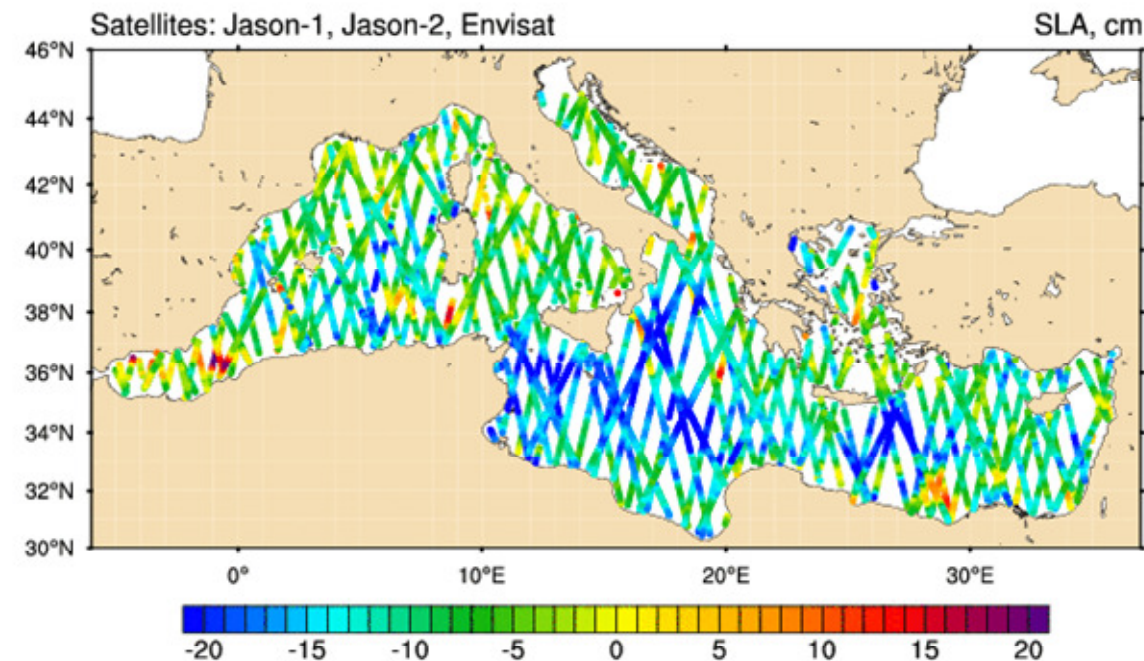 Satellites: Jason-1, Jason-2, Envisat SLA, cm
46°N
44°N
42°N
40°N
38°N
36°N
34°N
32°N
30°N
0° 10°E 20°E 30°E
-20 -15 -10 -5 0 5 10 15 20